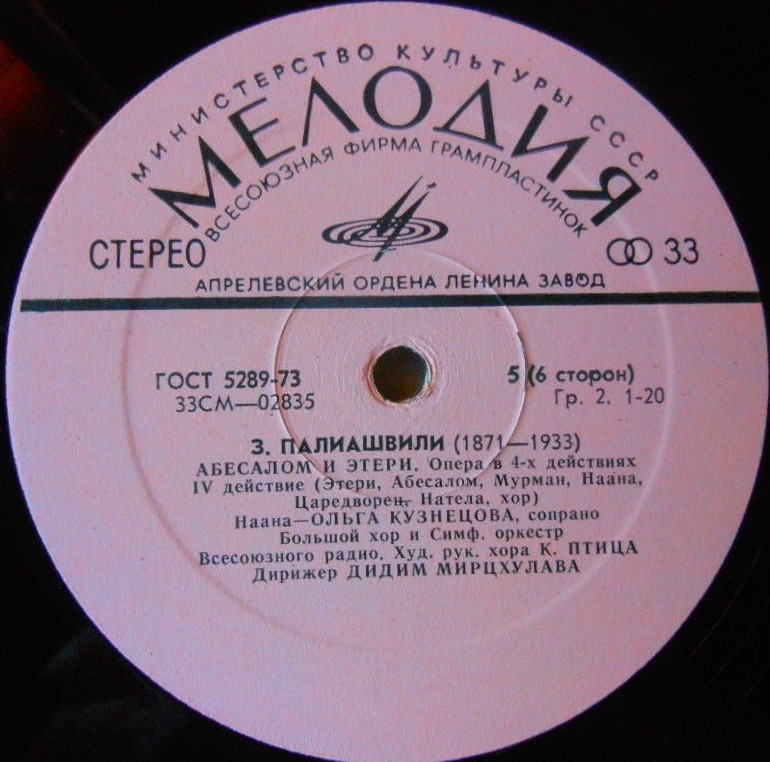 МИНИСТЕРСТВО КУЛЬТУРЫ СССР
МЕЛОДИЯ
ВСЕСОЮЗНАЯ ФИРМА ГРАМПЛАСТИНОК
СТЕРЕО 33
АПРЕЛЕВСКИЙ ОРДЕНА ЛЕНИНА ЗАВОД
ГОСТ 5289-73 5 (6 сторон)
33СМ—02835 Гр. 2. 1-20
З. ПАЛИАШВИЛИ (1871—1933)
АБЕСАЛОМ И ЭТЕРИ. Опера в 4-х действиях
IV действие (Этери, Абесалом, Мурман, Наана,
Царедворец, Натела, хор)
Наана—ОЛЬГА КУЗНЕЦОВА, сопрано
Большой хор и Симф. оркестр
Всесоюзного радио. Худ. рук. хора К. ПТИЦА
Дирижер ДИДИМ МИРЦХУЛАВА